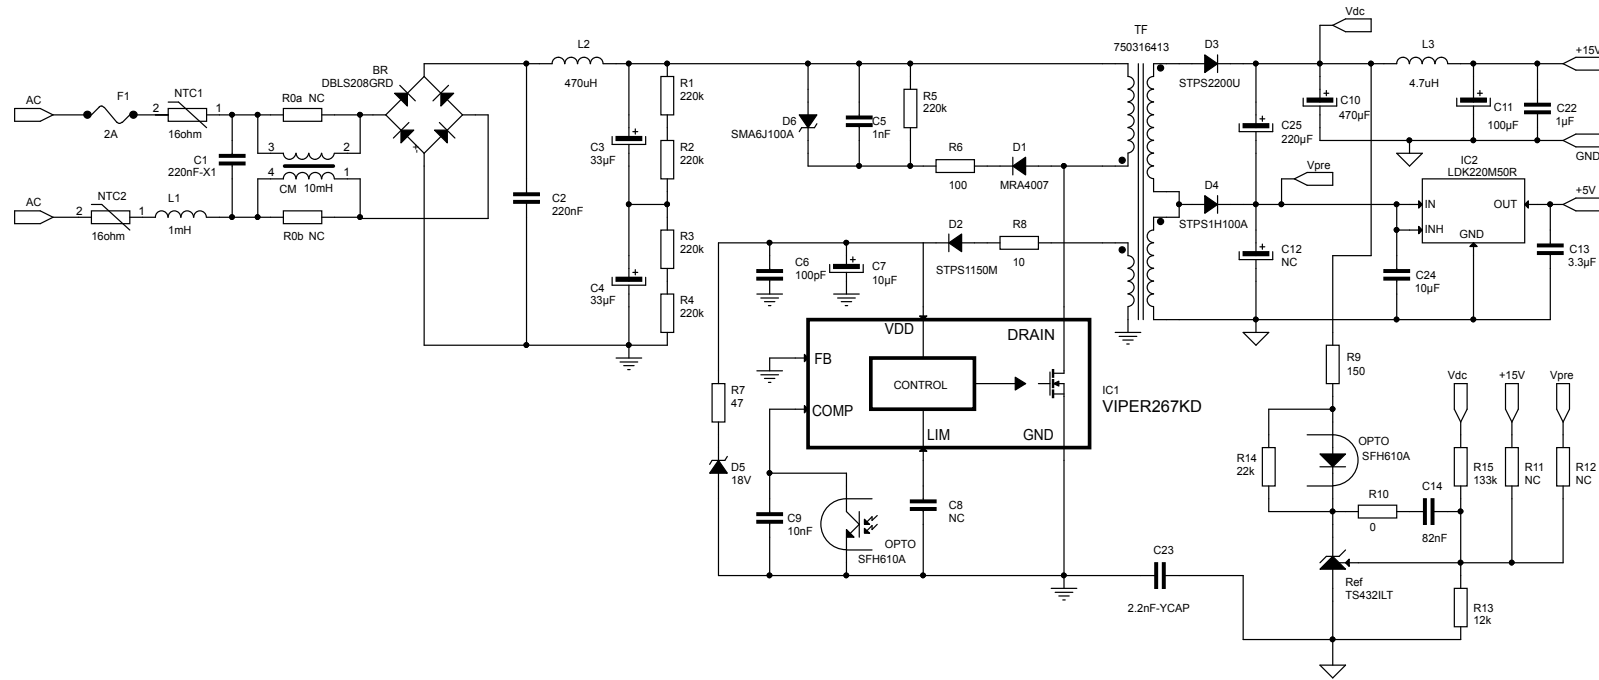 Vdc
TF
750316413
L2
470uH
D3
STPS2200U
L3
4.7uH
+15V
BR
DBLS208GRD
AC
F1
2A
2
NTC1
1
16ohm
R0a NC
R1
220k
D6
SMA6J100A
C5
1nF
R5
220k
C10
470µF
C11
100µF
C22
1µF
C25
220µF
C1
220nF-X1
3
2
4
1
CM
10mH
C3
33µF
R2
220k
R6
100
D1
MRA4007
GND
Vpre
IC2
LDK220M50R
AC
2
NTC2
1
16ohm
L1
1mH
R0b NC
C2
220nF
D4
STPS1H100A
IN
OUT
INH
GND
+5V
R3
220k
D2
STPS1150M
R8
10
C6
100pF
C7
10µF
C12
NC
C24
10µF
C13
3.3µF
C4
33µF
R4
220k
VDD
DRAIN
FB
CONTROL
COMP
LIM
GND
IC1
VIPER267KD
R7
47
R9
150
Vdc
+15V
Vpre
D5
18V
OPTO
SFH610A
R14
22k
R15
133k
R11
NC
R12
NC
R10
0
C14
82nF
C9
10nF
OPTO
SFH610A
C8
NC
C23
2.2nF-YCAP
Ref
TS432ILT
R13
12k